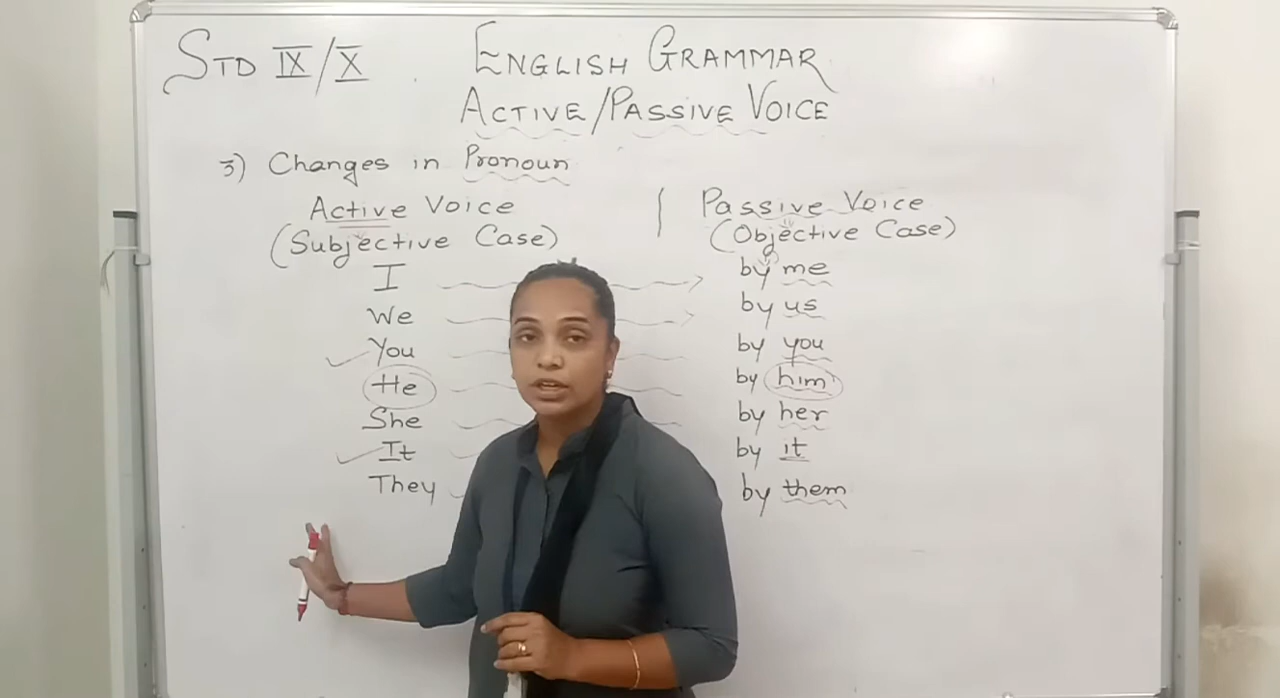 STD IX/X
ENGLISH GRAMMAR
ACTIVE/PASSIVE VOICE
3) Changes in Pronoun
Active Voice
(Subjective Case)
I
We
You
He
She
It
They
Passive Voice
(Objective Case)
by me
by us
by you
by him
by her
by it
by them